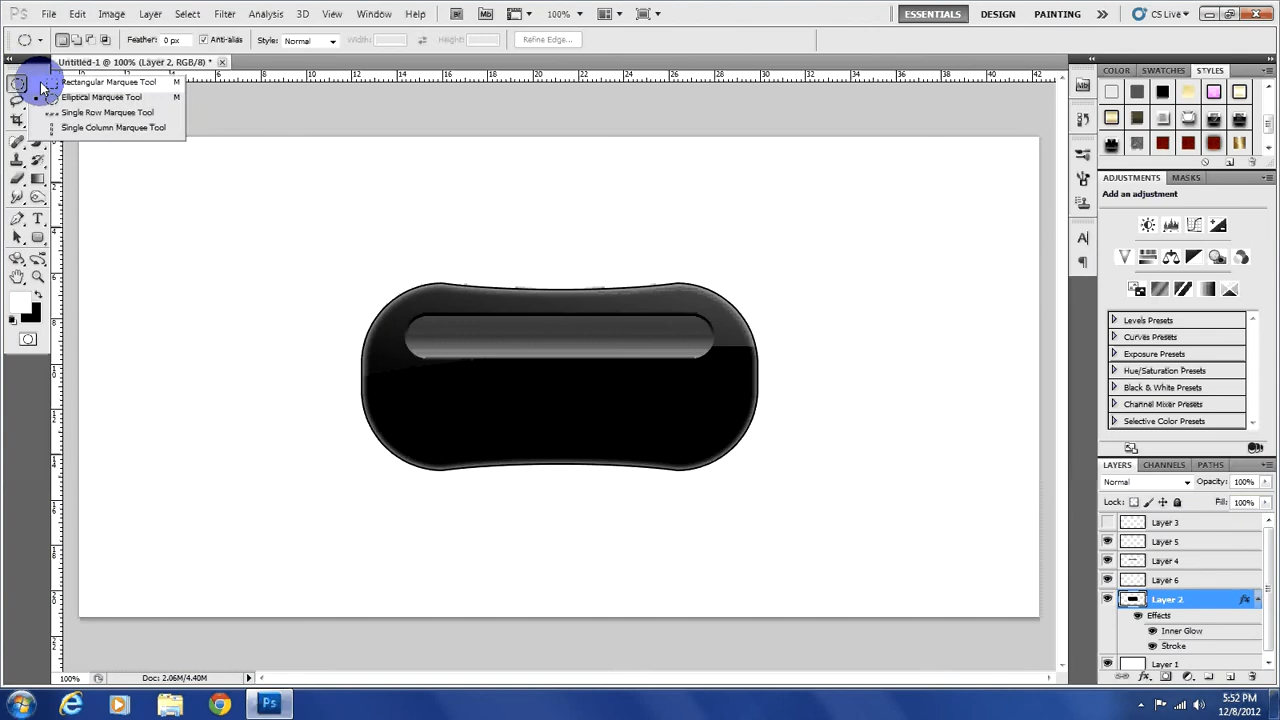 Ps File Edit Image Layer Select Filter Analysis 3D View Window Help Br Mb 100% ESSENTIALS DESIGN PAINTING CS Live
Feather: 0 px Anti-alias Style: Normal Width: Height: Refine Edge...
Untitled-1 @ 100% (Layer 2, RGB/8) *
Rectangular Marquee Tool M
Elliptical Marquee Tool M
Single Row Marquee Tool
Single Column Marquee Tool
COLOR SWATCHES STYLES
ADJUSTMENTS MASKS
Add an adjustment
Levels Presets
Curves Presets
Exposure Presets
Hue/Saturation Presets
Black & White Presets
Channel Mixer Presets
Selective Color Presets
LAYERS CHANNELS PATHS
Normal Opacity: 100%
Lock: Fill: 100%
Layer 3
Layer 5
Layer 4
Layer 6
Layer 2 fx
Effects
Inner Glow
Stroke
Layer 1
100% Doc: 2.06M/4.40M
Ps
5:52 PM
12/8/2012